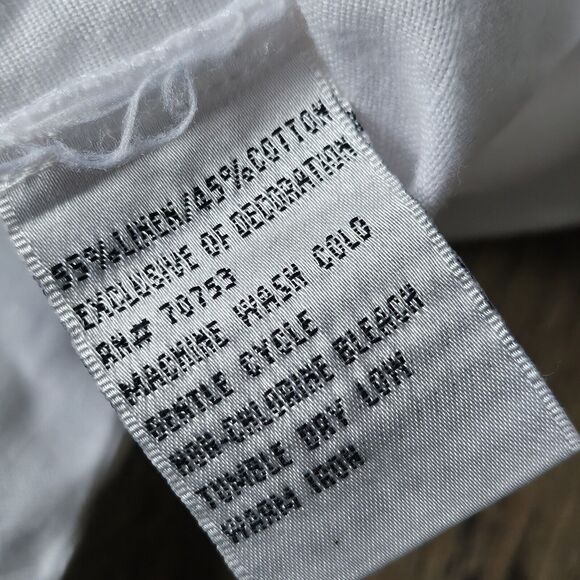 55%LINEN/45%COTTON
EXCLUSIVE OF DECORATION
RN# 70753
MACHINE WASH COLD
GENTLE CYCLE
NON-CHLORINE BLEACH
TUMBLE DRY LOW
WARM IRON